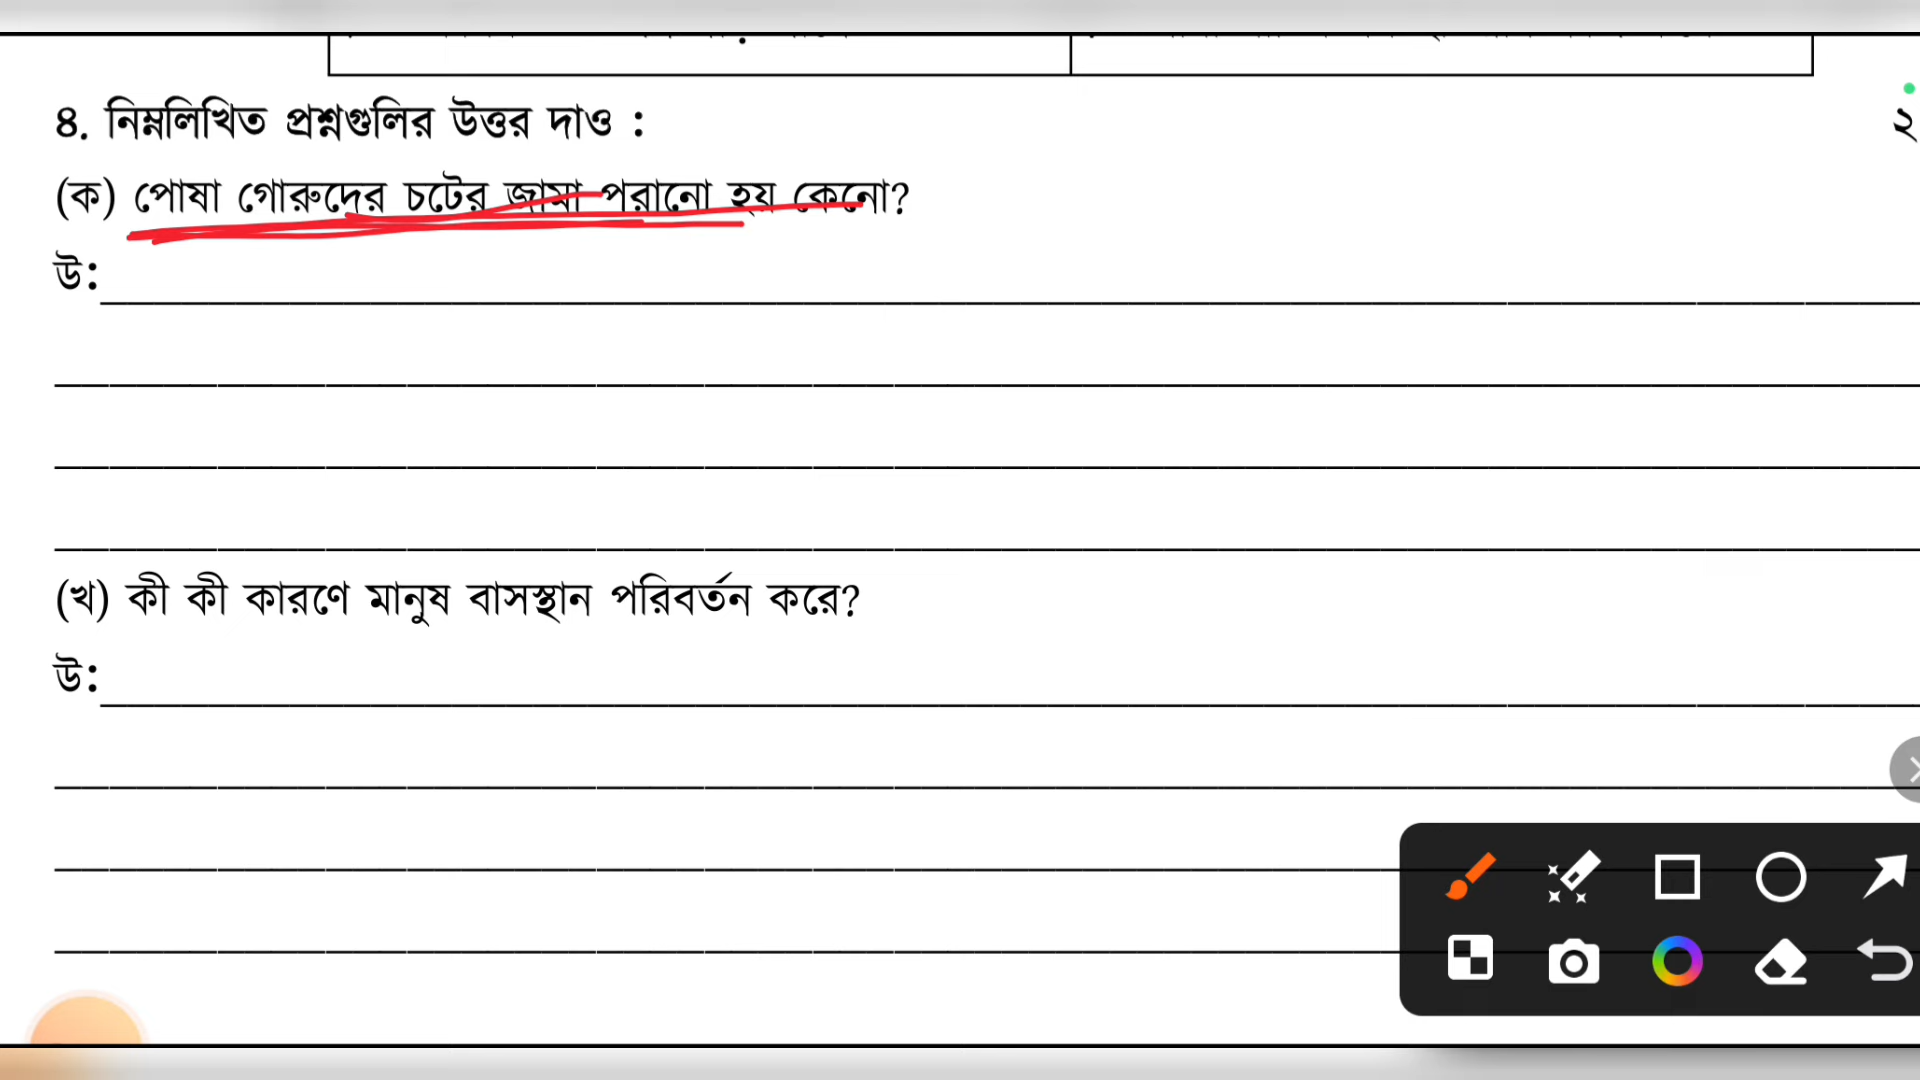 ৪. নিম্নলিখিত প্রশ্নগুলির উত্তর দাও : ২
(ক) পোষা গোরুদের চটের জামা পরানো হয় কেনো?
উ:
(খ) কী কী কারণে মানুষ বাসস্থান পরিবর্তন করে?
উ: